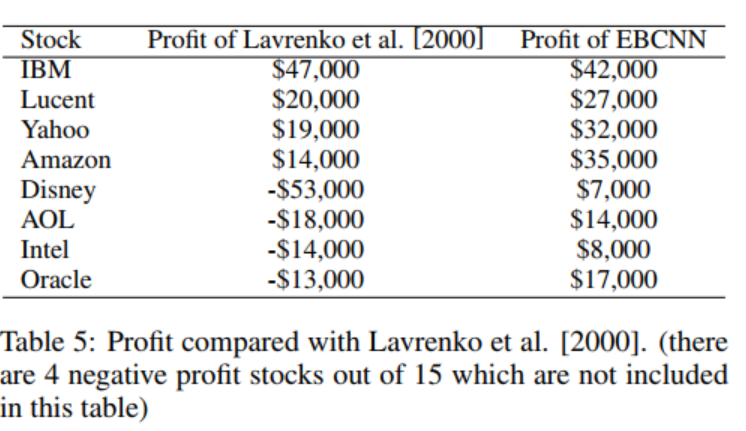 Stock Profit of Lavrenko et al. [2000] Profit of EBCNN
IBM $47,000 $42,000
Lucent $20,000 $27,000
Yahoo $19,000 $32,000
Amazon $14,000 $35,000
Disney -$53,000 $7,000
AOL -$18,000 $14,000
Intel -$14,000 $8,000
Oracle -$13,000 $17,000
Table 5: Profit compared with Lavrenko et al. [2000]. (there
are 4 negative profit stocks out of 15 which are not included
in this table)